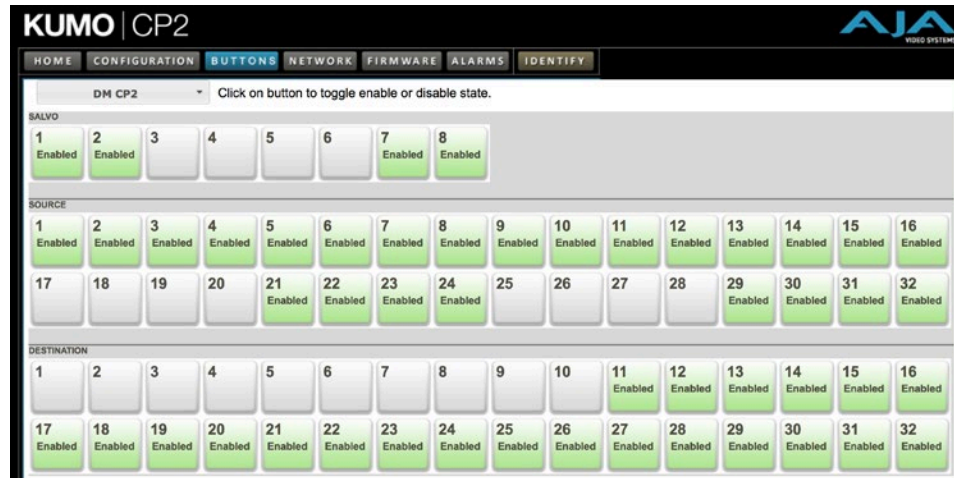 KUMO | CP2
AJA
VIDEO SYSTEMS
HOME CONFIGURATION BUTTONS NETWORK FIRMWARE ALARMS IDENTIFY
DM CP2 Click on button to toggle enable or disable state.
SALVO
1 2 3 4 5 6 7 8
Enabled Enabled Enabled Enabled
SOURCE
1 2 3 4 5 6 7 8 9 10 11 12 13 14 15 16
Enabled Enabled Enabled Enabled Enabled Enabled Enabled Enabled Enabled Enabled Enabled Enabled Enabled Enabled Enabled Enabled
17 18 19 20 21 22 23 24 25 26 27 28 29 30 31 32
Enabled Enabled Enabled Enabled Enabled Enabled Enabled Enabled
DESTINATION
1 2 3 4 5 6 7 8 9 10 11 12 13 14 15 16
Enabled Enabled Enabled Enabled Enabled Enabled
17 18 19 20 21 22 23 24 25 26 27 28 29 30 31 32
Enabled Enabled Enabled Enabled Enabled Enabled Enabled Enabled Enabled Enabled Enabled Enabled Enabled Enabled Enabled Enabled